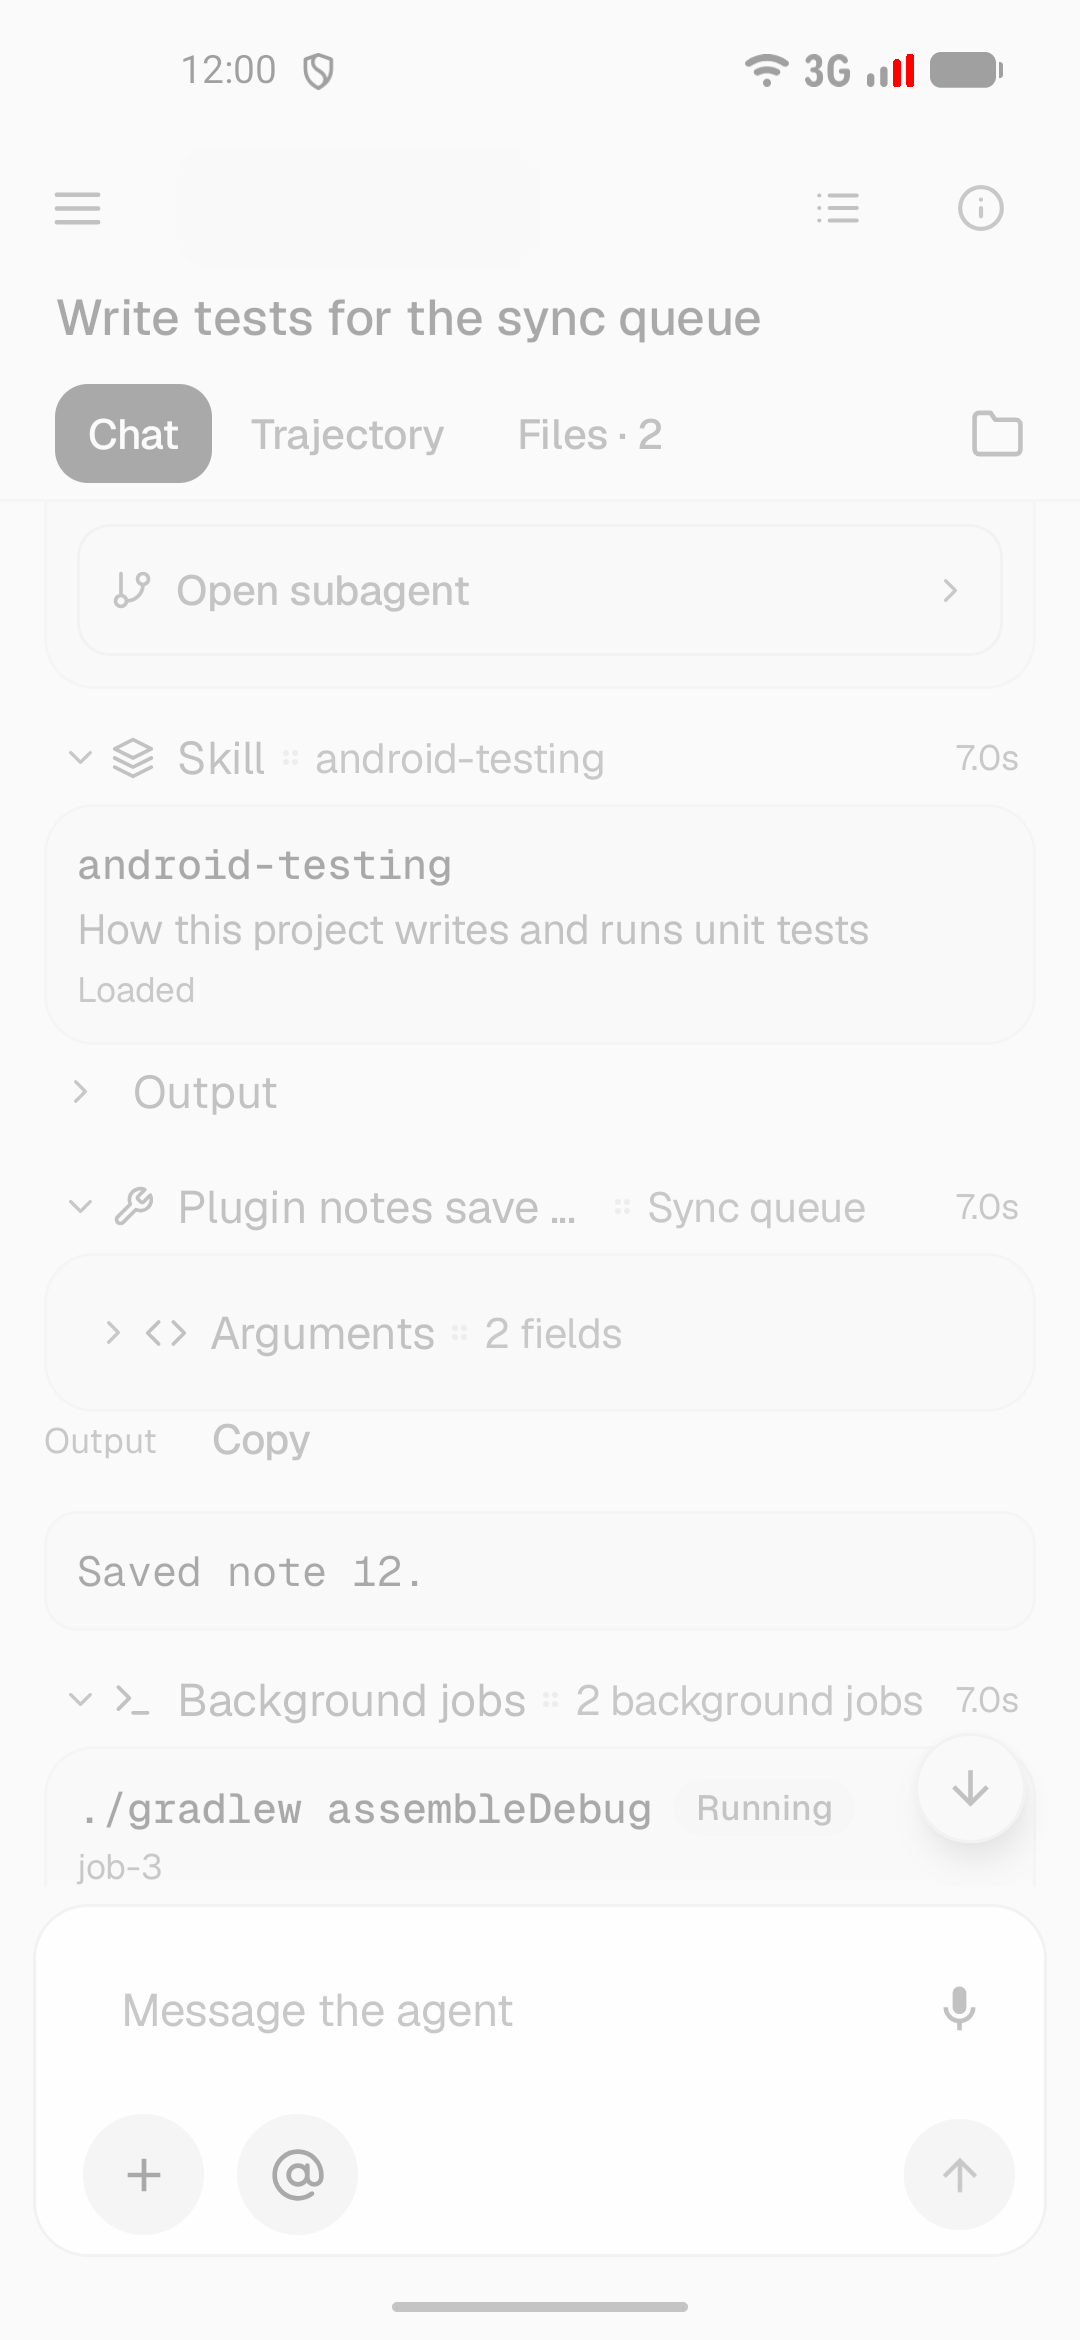 12:00
3G
Write tests for the sync queue
Chat
Trajectory
Files · 2
Open subagent
Skill
android-testing
7.0s
android-testing
How this project writes and runs unit tests
Loaded
Output
Plugin notes save ...
Sync queue
7.0s
Arguments
2 fields
Output
Copy
Saved note 12.
Background jobs
2 background jobs
7.0s
./gradlew assembleDebug
Running
job-3
Message the agent